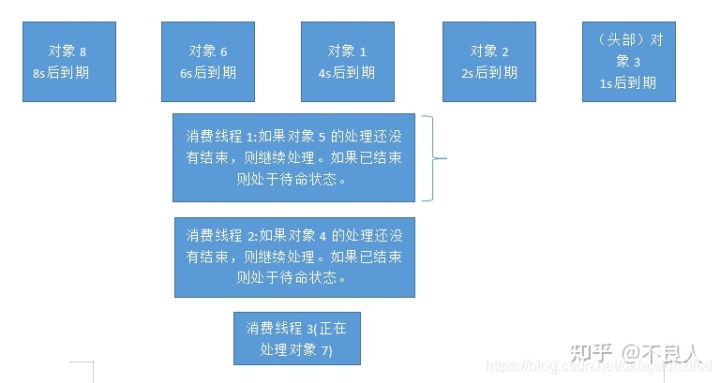 对象 8
8s后到期
对象 6
6s后到期
对象 1
4s后到期
对象 2
2s后到期
（头部）对
象 3
1s后到期
消费线程 1:如果对象 5 的处理还没
有结束，则继续处理。如果已结束
则处于待命状态。
消费线程 2:如果对象 4 的处理还没
有结束，则继续处理。如果已结束
则处于待命状态。
消费线程 3(正在
处理对象 7)
知乎 @不良人